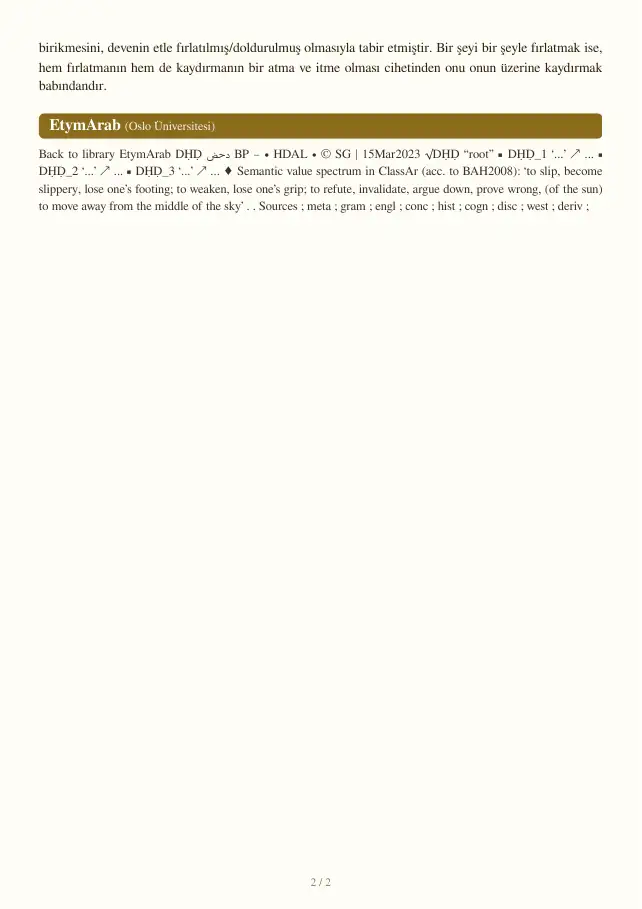 birikmesini, devenin etle fırlatılmış/doldurulmuş olmasıyla tabir etmiştir. Bir şeyi bir şeyle fırlatmak ise,
hem fırlatmanın hem de kaydırmanın bir atma ve itme olması cihetinden onu onun üzerine kaydırmak
babındandır.
EtymArab (Oslo Üniversitesi)
Back to library EtymArab DḤḌ دحض BP – • HDAL • © SG | 15Mar2023 √DḤḌ “root” ▪ DḤḌ_1 ‘...’ ↗ ... ▪
DḤḌ_2 ‘...’ ↗ ... ▪ DḤḌ_3 ‘...’ ↗ ... ♦ Semantic value spectrum in ClassAr (acc. to BAH2008): ‘to slip, become
slippery, lose one’s footing; to weaken, lose one’s grip; to refute, invalidate, argue down, prove wrong, (of the sun)
to move away from the middle of the sky’ . . Sources ; meta ; gram ; engl ; conc ; hist ; cogn ; disc ; west ; deriv ;
2 / 2